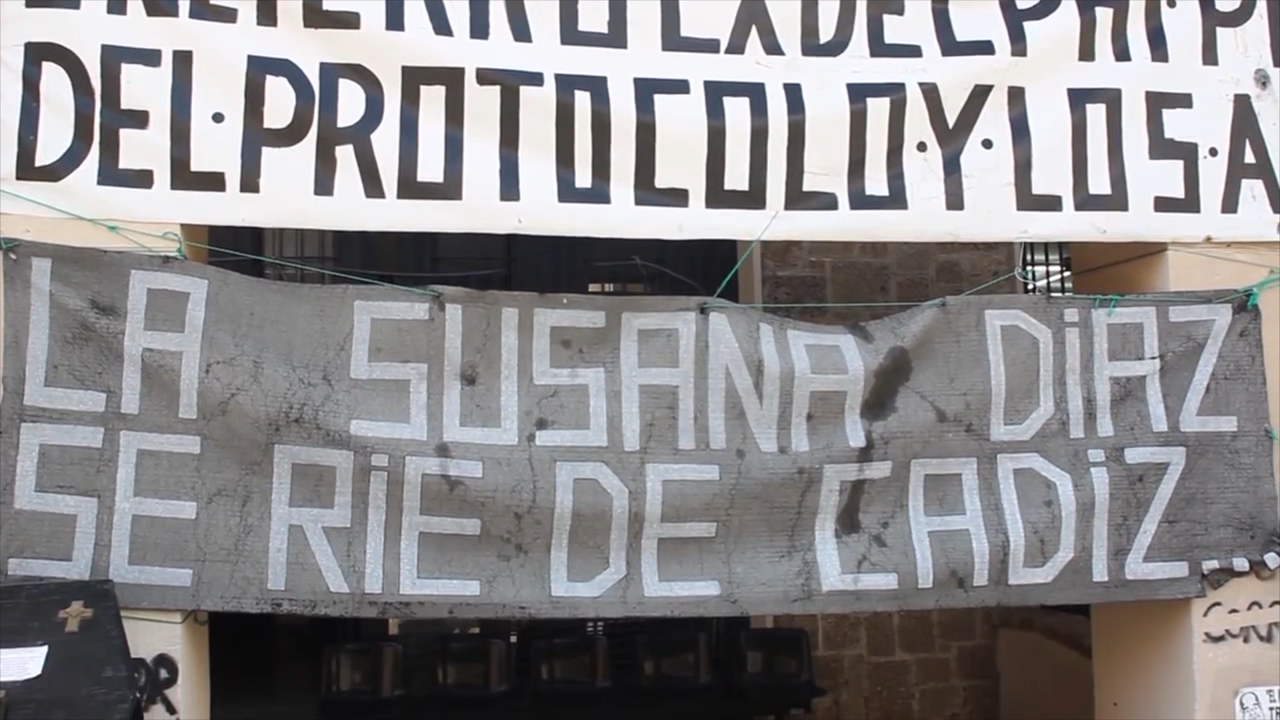 DEL·PROTOCOLO·Y·LOS·A
LA SUSANA DiAZ
SE RiE DE CADiZ...